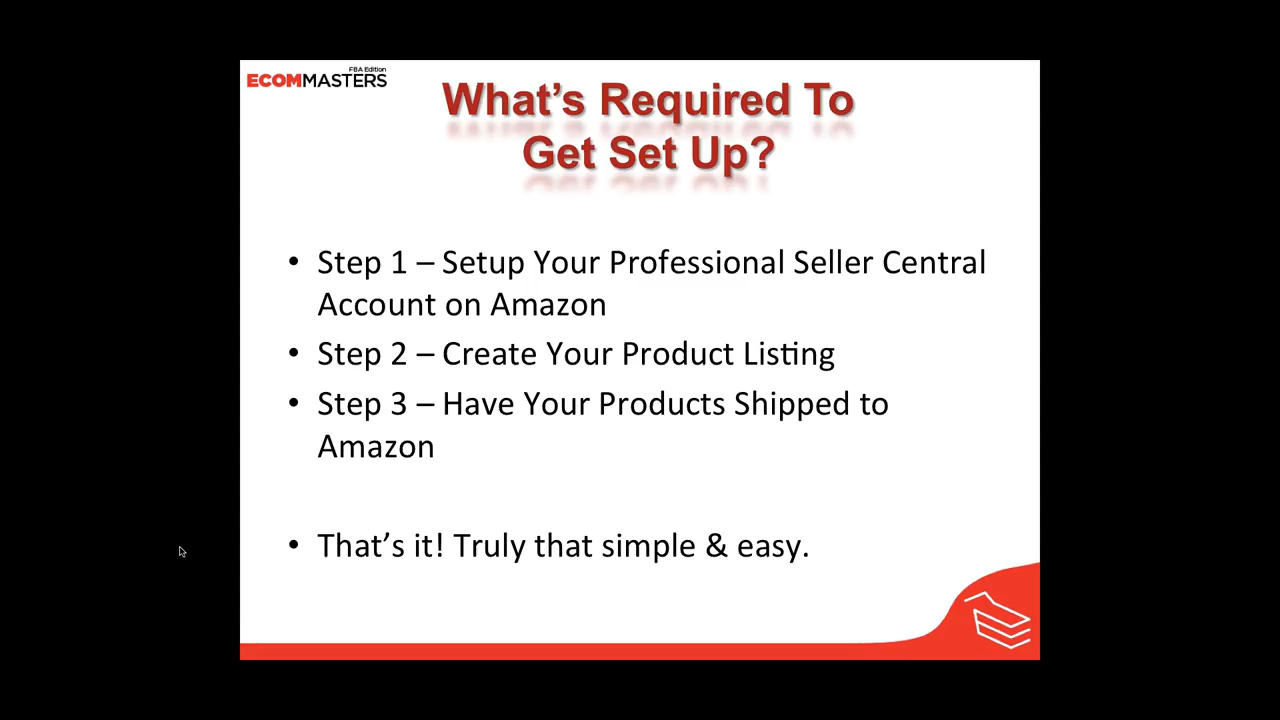 FBA Edition
ECOMMASTERS
What's Required To
Get Set Up?
• Step 1 – Setup Your Professional Seller Central
Account on Amazon
• Step 2 – Create Your Product Listing
• Step 3 – Have Your Products Shipped to
Amazon
• That's it! Truly that simple & easy.